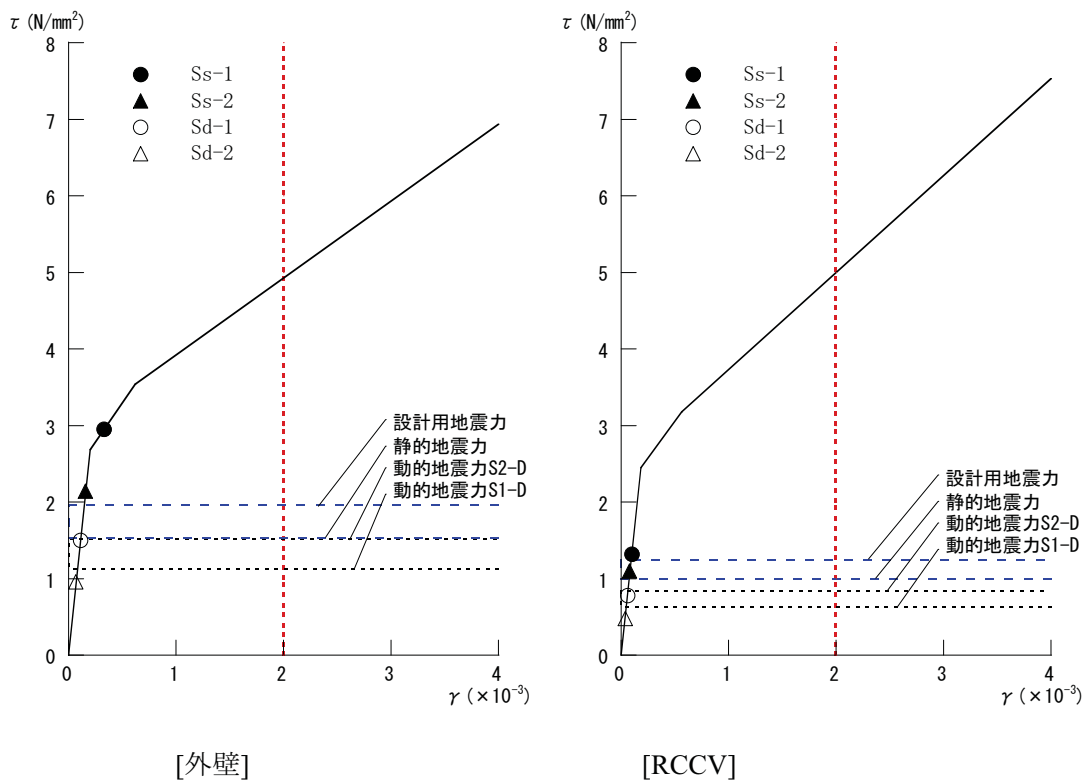 τ (N/mm²)
8
7
6
5
4
3
2
1
0
● Ss-1
▲ Ss-2
○ Sd-1
△ Sd-2
設計用地震力
静的地震力
動的地震力S2-D
動的地震力S1-D
0 1 2 3 4
γ (×10⁻³)
[外壁]
τ (N/mm²)
8
7
6
5
4
3
2
1
0
● Ss-1
▲ Ss-2
○ Sd-1
△ Sd-2
設計用地震力
静的地震力
動的地震力S2-D
動的地震力S1-D
0 1 2 3 4
γ (×10⁻³)
[RCCV]